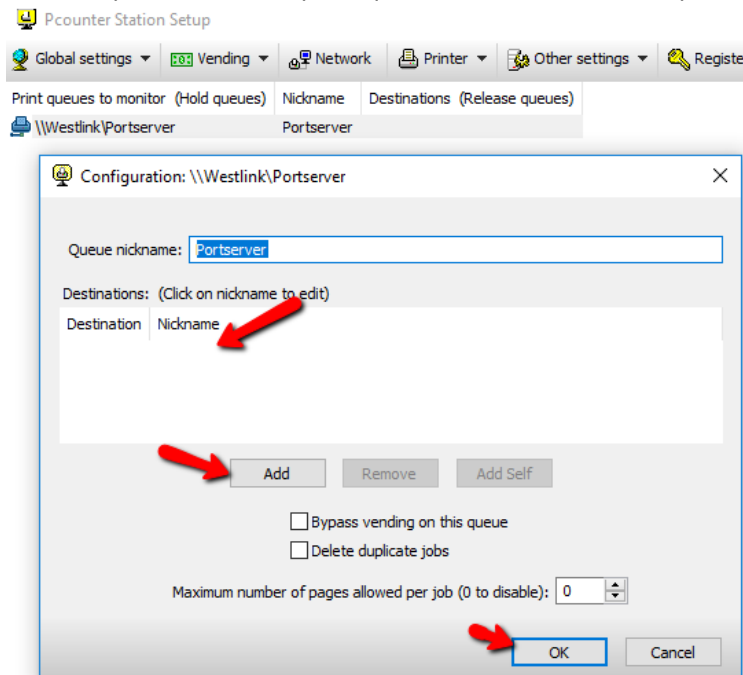 Pcounter Station Setup
Global settings Vending Network Printer Other settings Registe
Print queues to monitor (Hold queues) Nickname Destinations (Release queues)
\\Westlink\Portserver Portserver
Configuration: \\Westlink\Portserver
Queue nickname: Portserver
Destinations: (Click on nickname to edit)
Destination Nickname
Add Remove Add Self
Bypass vending on this queue
Delete duplicate jobs
Maximum number of pages allowed per job (0 to disable): 0
OK Cancel